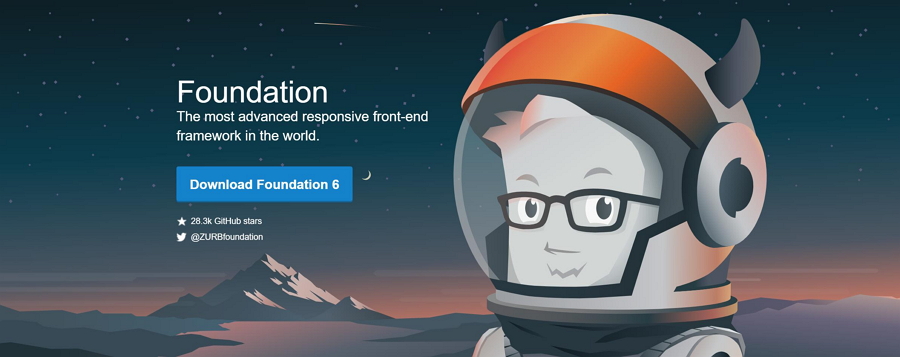 Foundation
The most advanced responsive front-end
framework in the world.
Download Foundation 6
28.3k GitHub stars
@ZURBfoundation